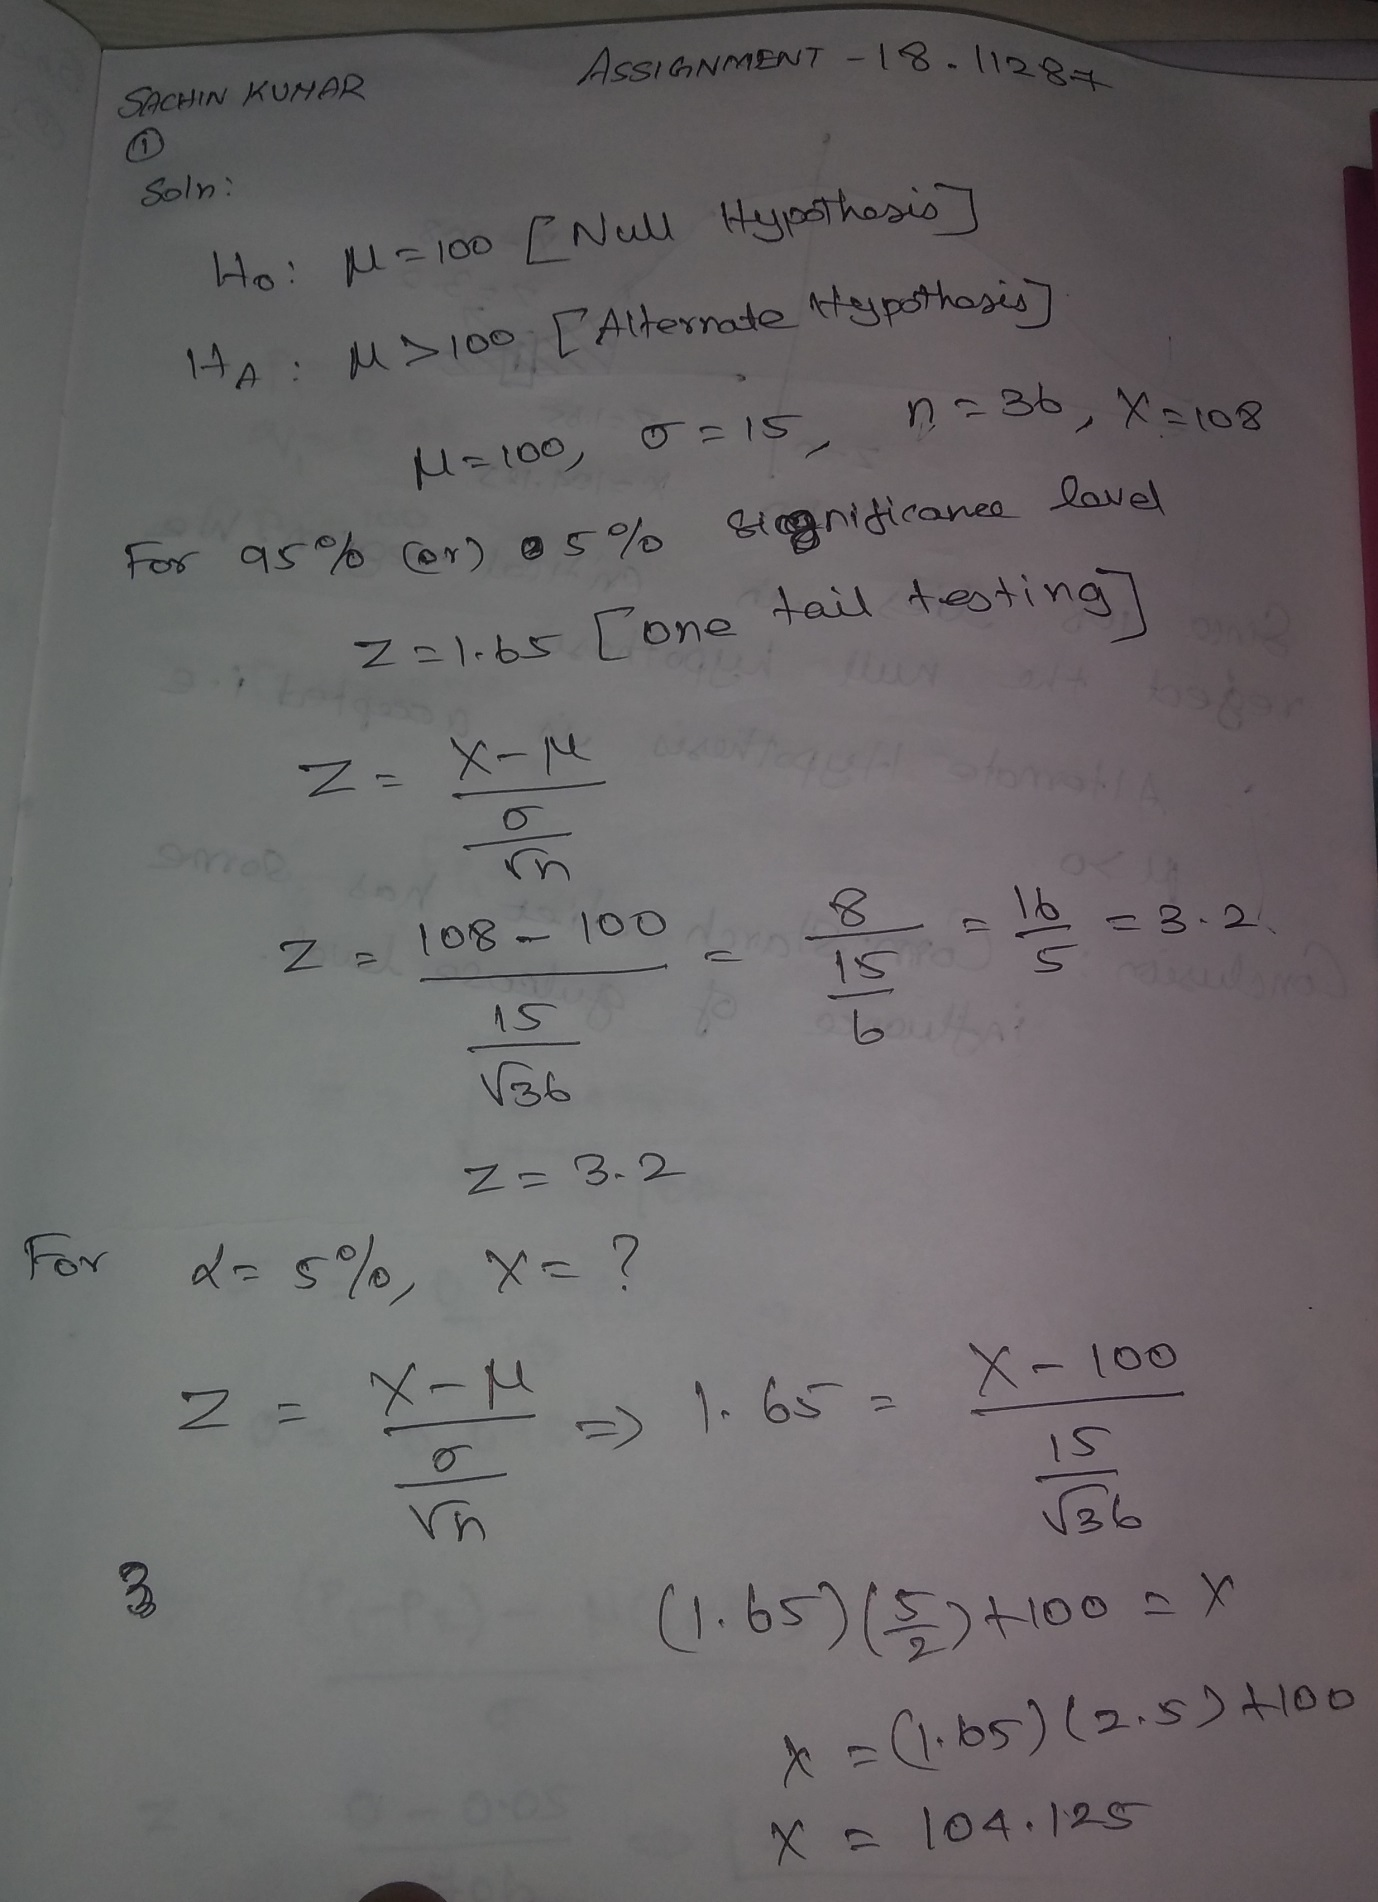 ASSIGNMENT - 18.11287
SACHIN KUMAR
①
Soln:
H0: μ=100 [Null Hypothesis]
HA: μ>100 [Alternate Hypothesis]
μ=100, σ=15, n=36, X=108
For 95% (or) 5% significance level
Z=1.65 [one tail testing]
Z = (X-μ)/(σ/√n)
Z = (108-100)/(15/√36) = 8/(15/6) = 16/5 = 3.2
Z = 3.2
For α=5%, X=?
Z = (X-μ)/(σ/√n) => 1.65 = (X-100)/(15/√36)
3 (1.65)(5/2)+100 = X
X = (1.65)(2.5)+100
X = 104.125